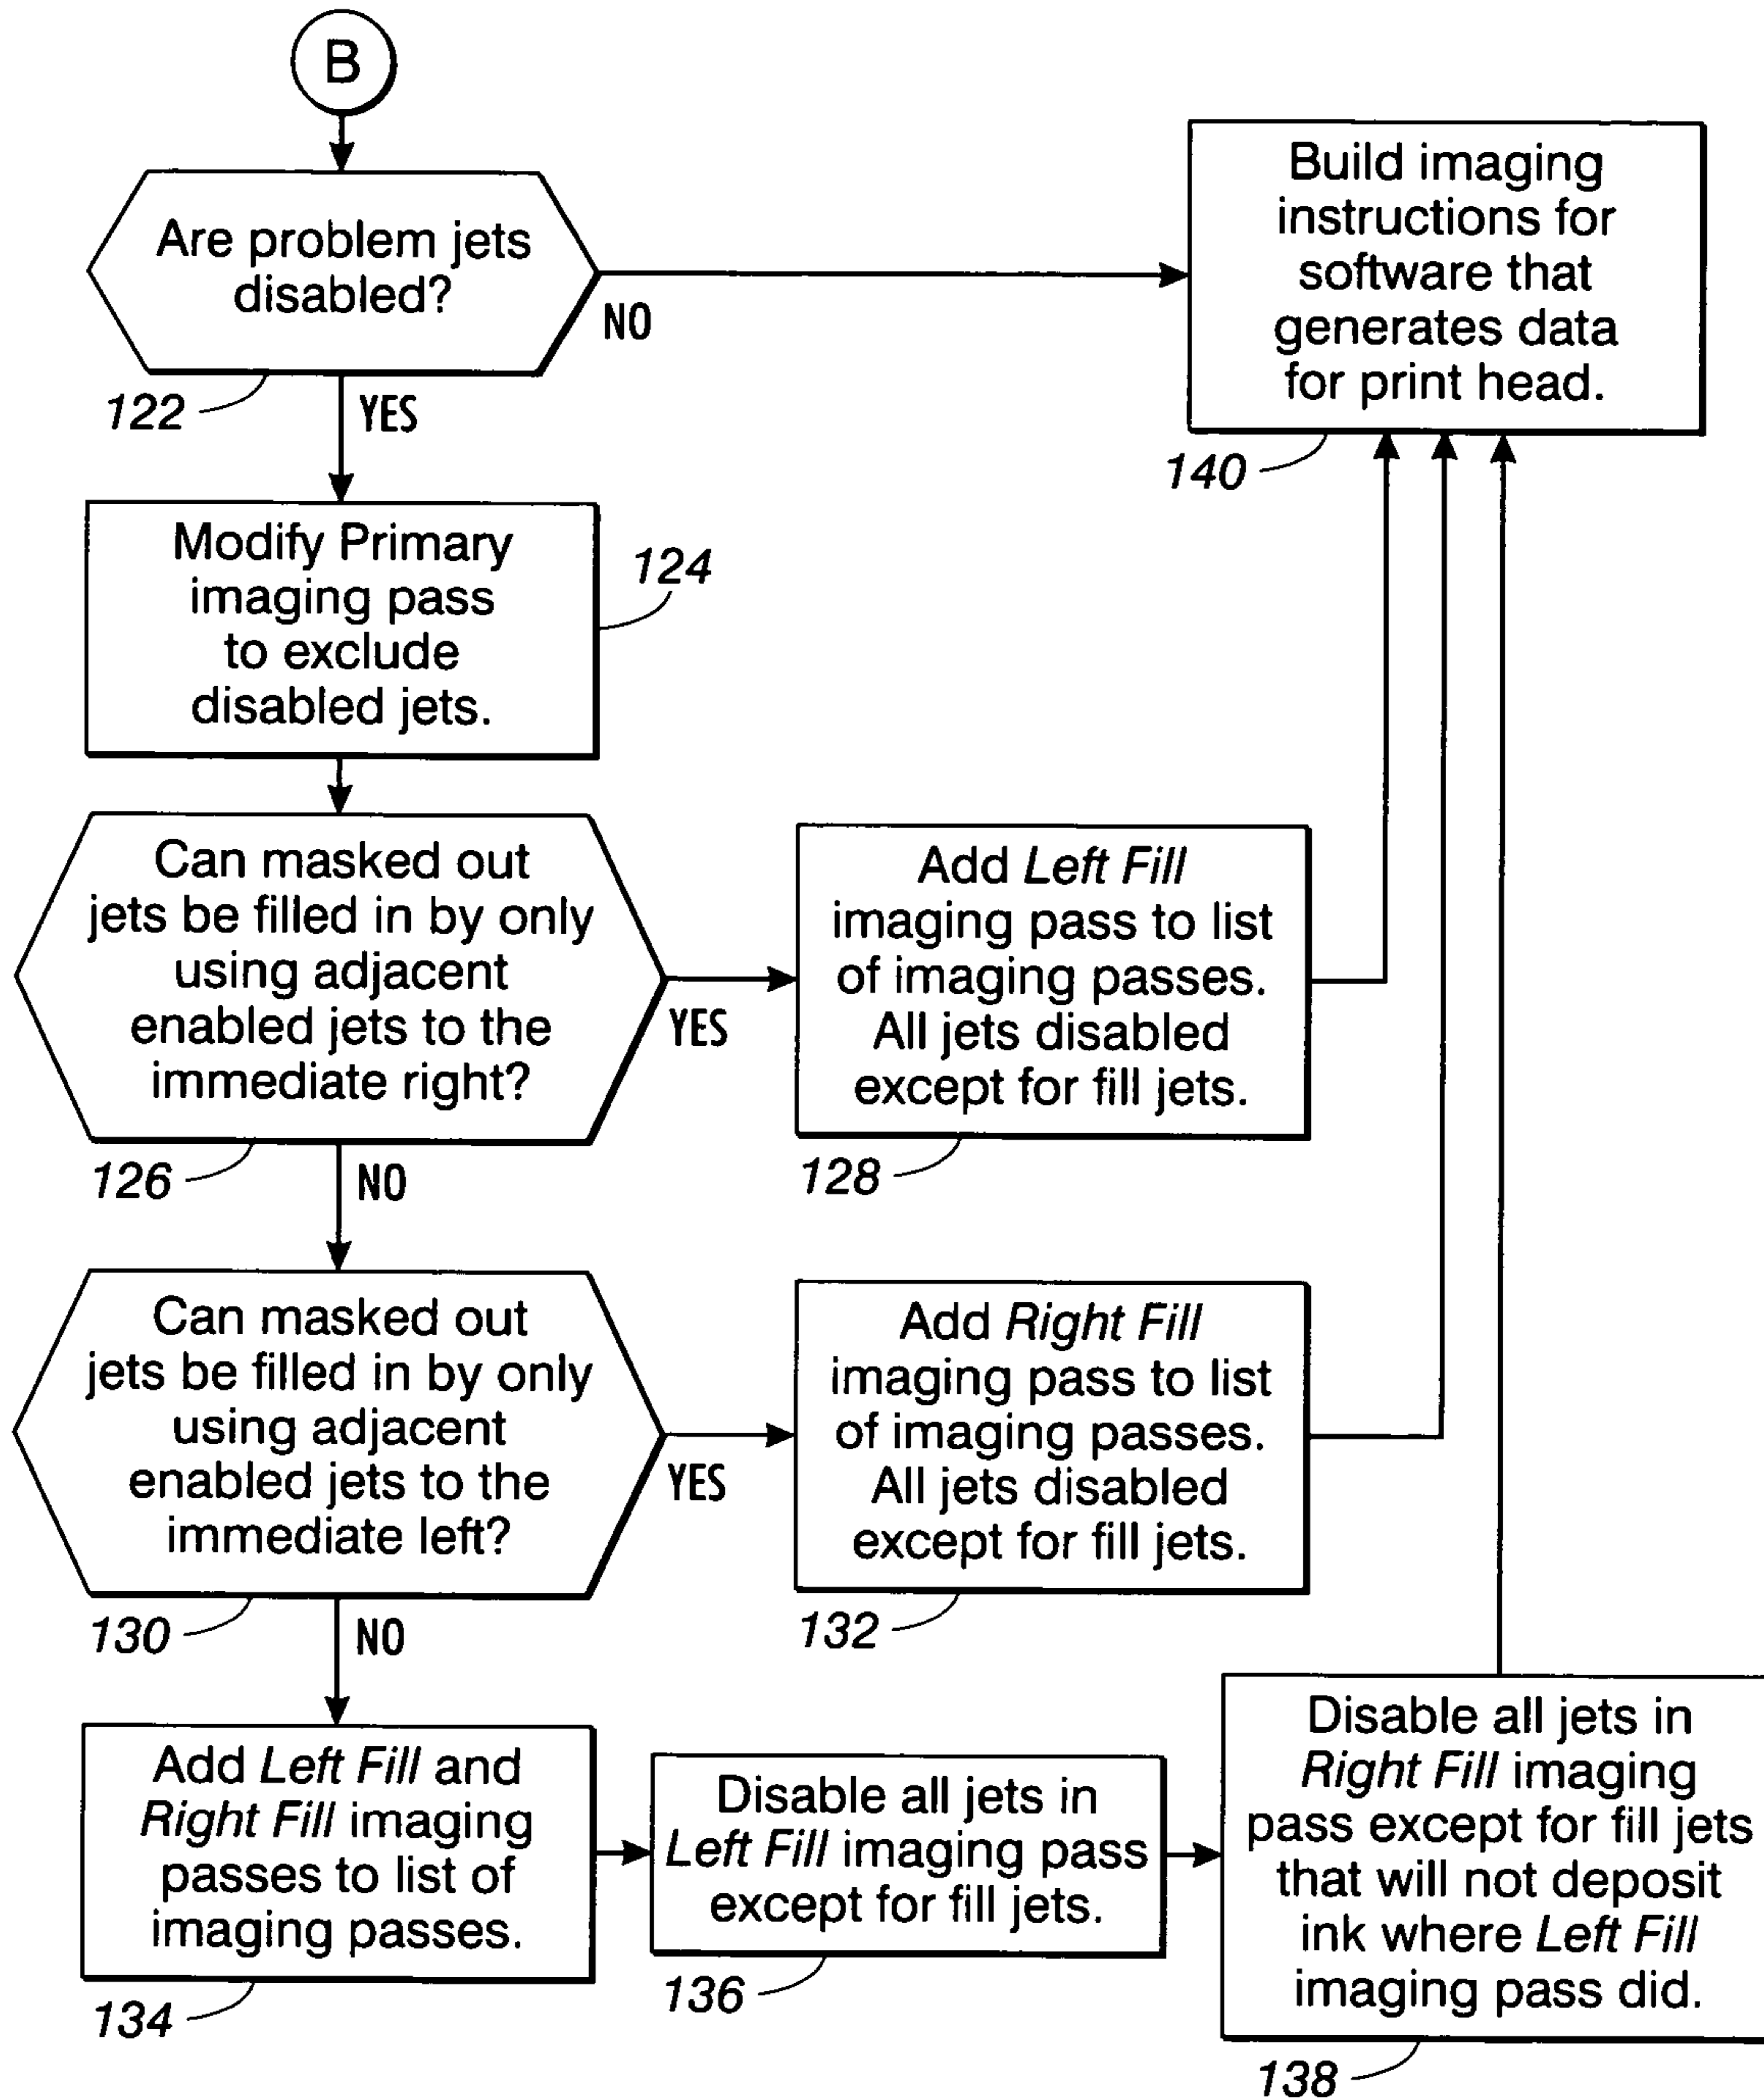 B
Are problem jets
disabled?
NO
122
YES
Build imaging
instructions for
software that
generates data
for print head.
140
Modify Primary
imaging pass
to exclude
disabled jets.
124
Can masked out
jets be filled in by only
using adjacent
enabled jets to the
immediate right?
YES
126
NO
Add Left Fill
imaging pass to list
of imaging passes.
All jets disabled
except for fill jets.
128
Can masked out
jets be filled in by only
using adjacent
enabled jets to the
immediate left?
YES
130
NO
Add Right Fill
imaging pass to list
of imaging passes.
All jets disabled
except for fill jets.
132
Add Left Fill and
Right Fill imaging
passes to list of
imaging passes.
134
Disable all jets in
Left Fill imaging pass
except for fill jets.
136
Disable all jets in
Right Fill imaging
pass except for fill jets
that will not deposit
ink where Left Fill
imaging pass did.
138